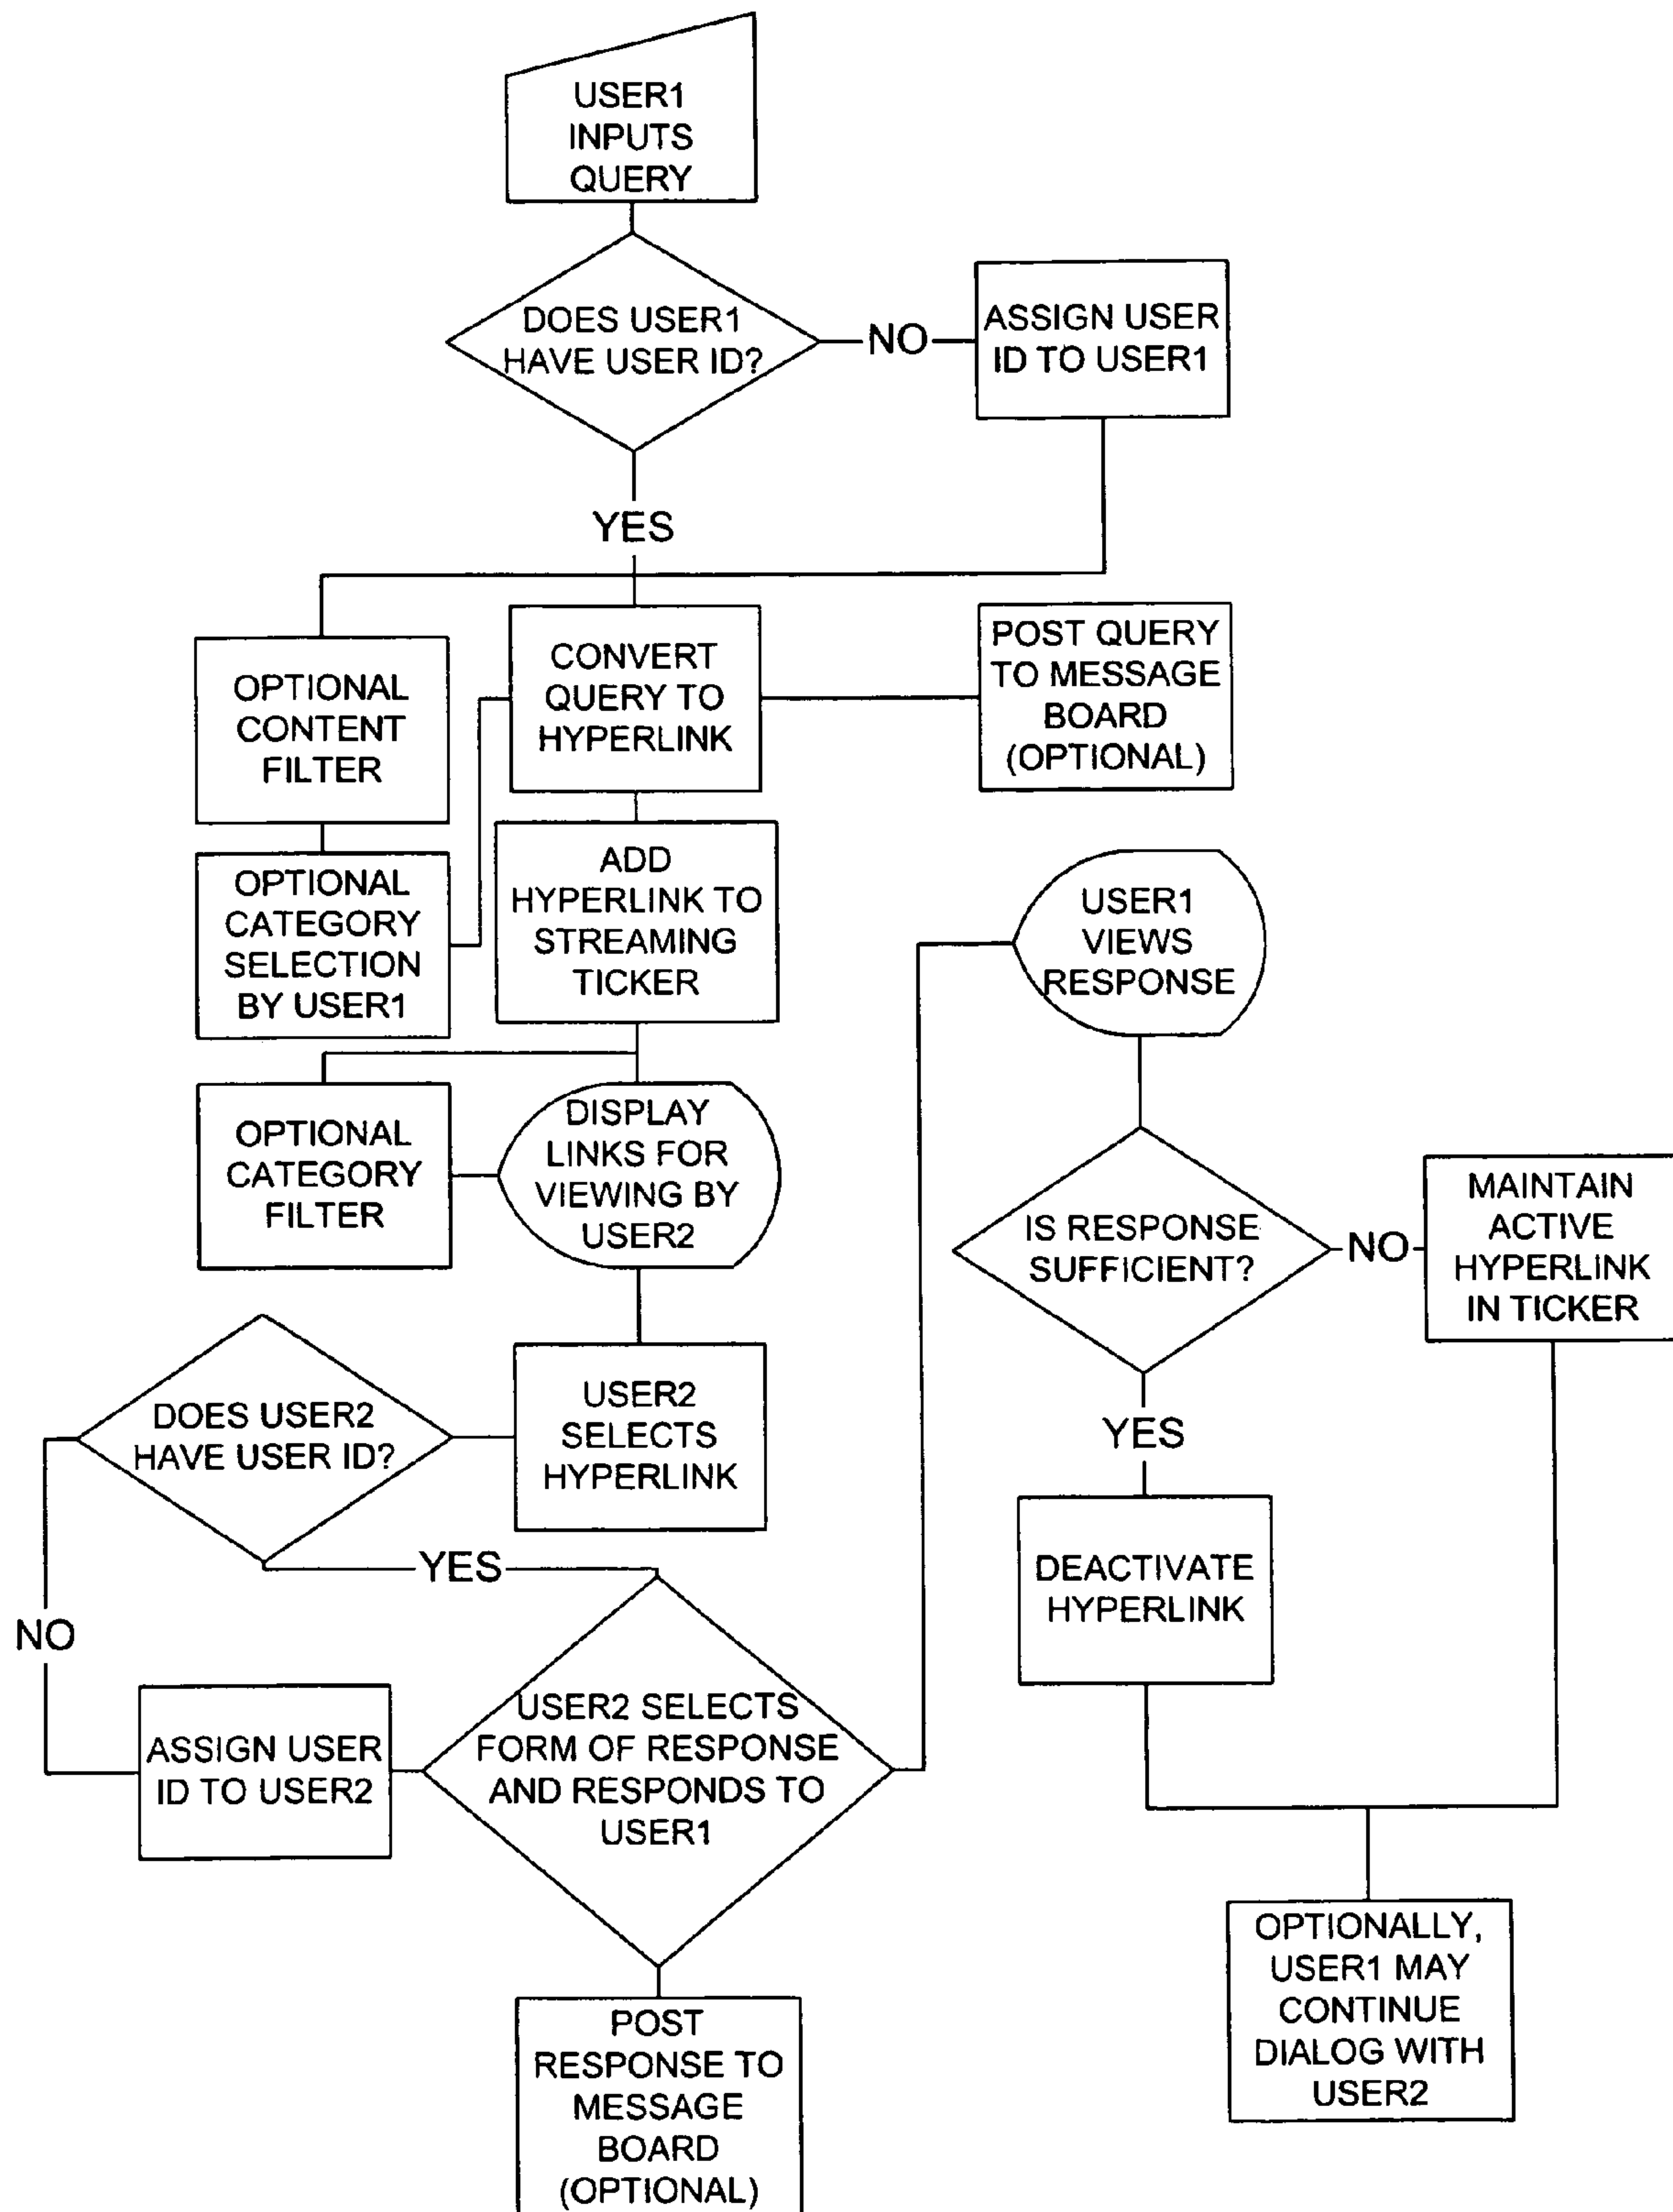 USER1
INPUTS
QUERY
DOES USER1
HAVE USER ID?
NO
ASSIGN USER
ID TO USER1
YES
OPTIONAL
CONTENT
FILTER
CONVERT
QUERY TO
HYPERLINK
POST QUERY
TO MESSAGE
BOARD
(OPTIONAL)
OPTIONAL
CATEGORY
SELECTION
BY USER1
ADD
HYPERLINK TO
STREAMING
TICKER
OPTIONAL
CATEGORY
FILTER
DISPLAY
LINKS FOR
VIEWING BY
USER2
USER2
SELECTS
HYPERLINK
DOES USER2
HAVE USER ID?
YES
NO
ASSIGN USER
ID TO USER2
USER2 SELECTS
FORM OF RESPONSE
AND RESPONDS TO
USER1
POST
RESPONSE TO
MESSAGE
BOARD
(OPTIONAL)
USER1
VIEWS
RESPONSE
IS RESPONSE
SUFFICIENT?
NO
MAINTAIN
ACTIVE
HYPERLINK
IN TICKER
YES
DEACTIVATE
HYPERLINK
OPTIONALLY,
USER1 MAY
CONTINUE
DIALOG WITH
USER2